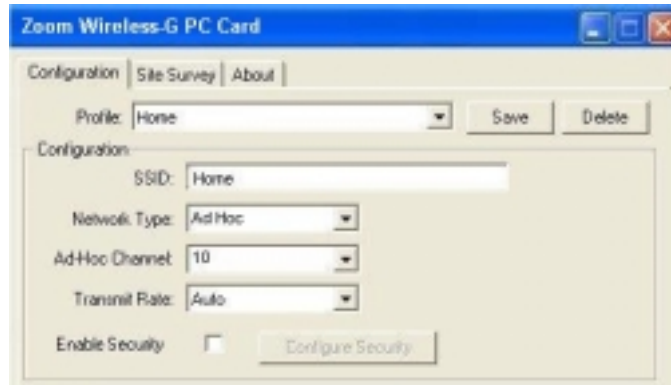 Zoom Wireless-G PC Card
Configuration Site Survey About
Profile: Home Save Delete
Configuration
SSID: Home
Network Type: Ad Hoc
Ad-Hoc Channel: 10
Transmit Rate: Auto
Enable Security Configure Security